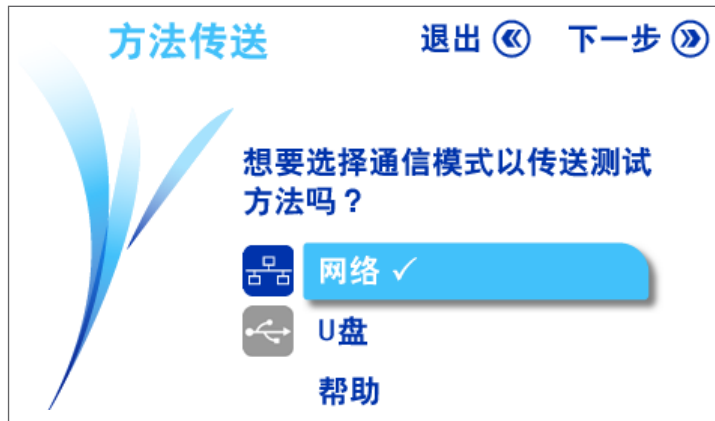 方法传送
退出 下一步
想要选择通信模式以传送测试
方法吗？
网络 ✓
U盘
帮助